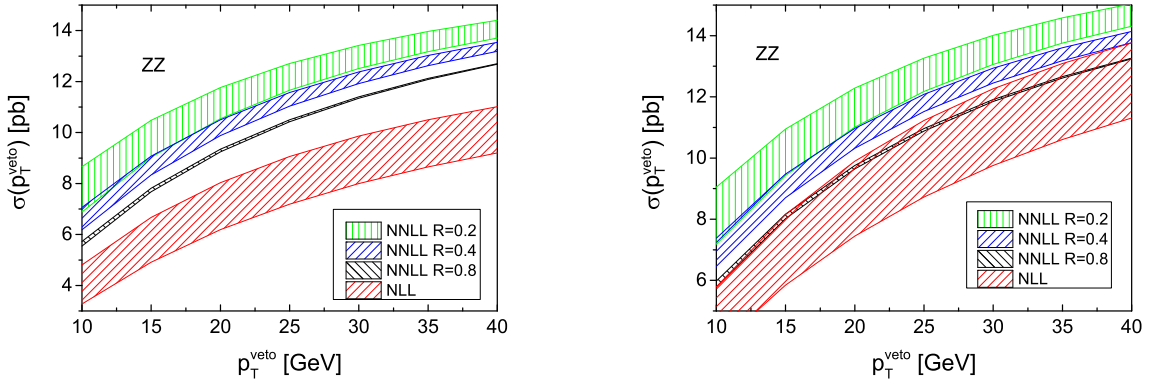 14
12
10
8
6
4
σ(p_T^veto) [pb]
ZZ
NNLL R=0.2
NNLL R=0.4
NNLL R=0.8
NLL
10 15 20 25 30 35 40
p_T^veto [GeV]
14
12
10
8
6
σ(p_T^veto) [pb]
ZZ
NNLL R=0.2
NNLL R=0.4
NNLL R=0.8
NLL
10 15 20 25 30 35 40
p_T^veto [GeV]